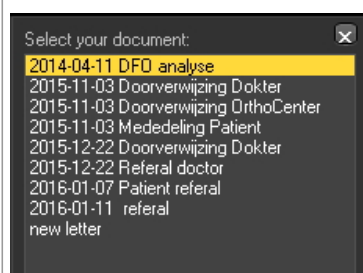 Select your document:
2014-04-11 DFO analyse
2015-11-03 Doorverwijzing Dokter
2015-11-03 Doorverwijzing OrthoCenter
2015-11-03 Mededeling Patient
2015-12-22 Doorverwijzing Dokter
2015-12-22 Referal doctor
2016-01-07 Patient referal
2016-01-11 referal
new letter